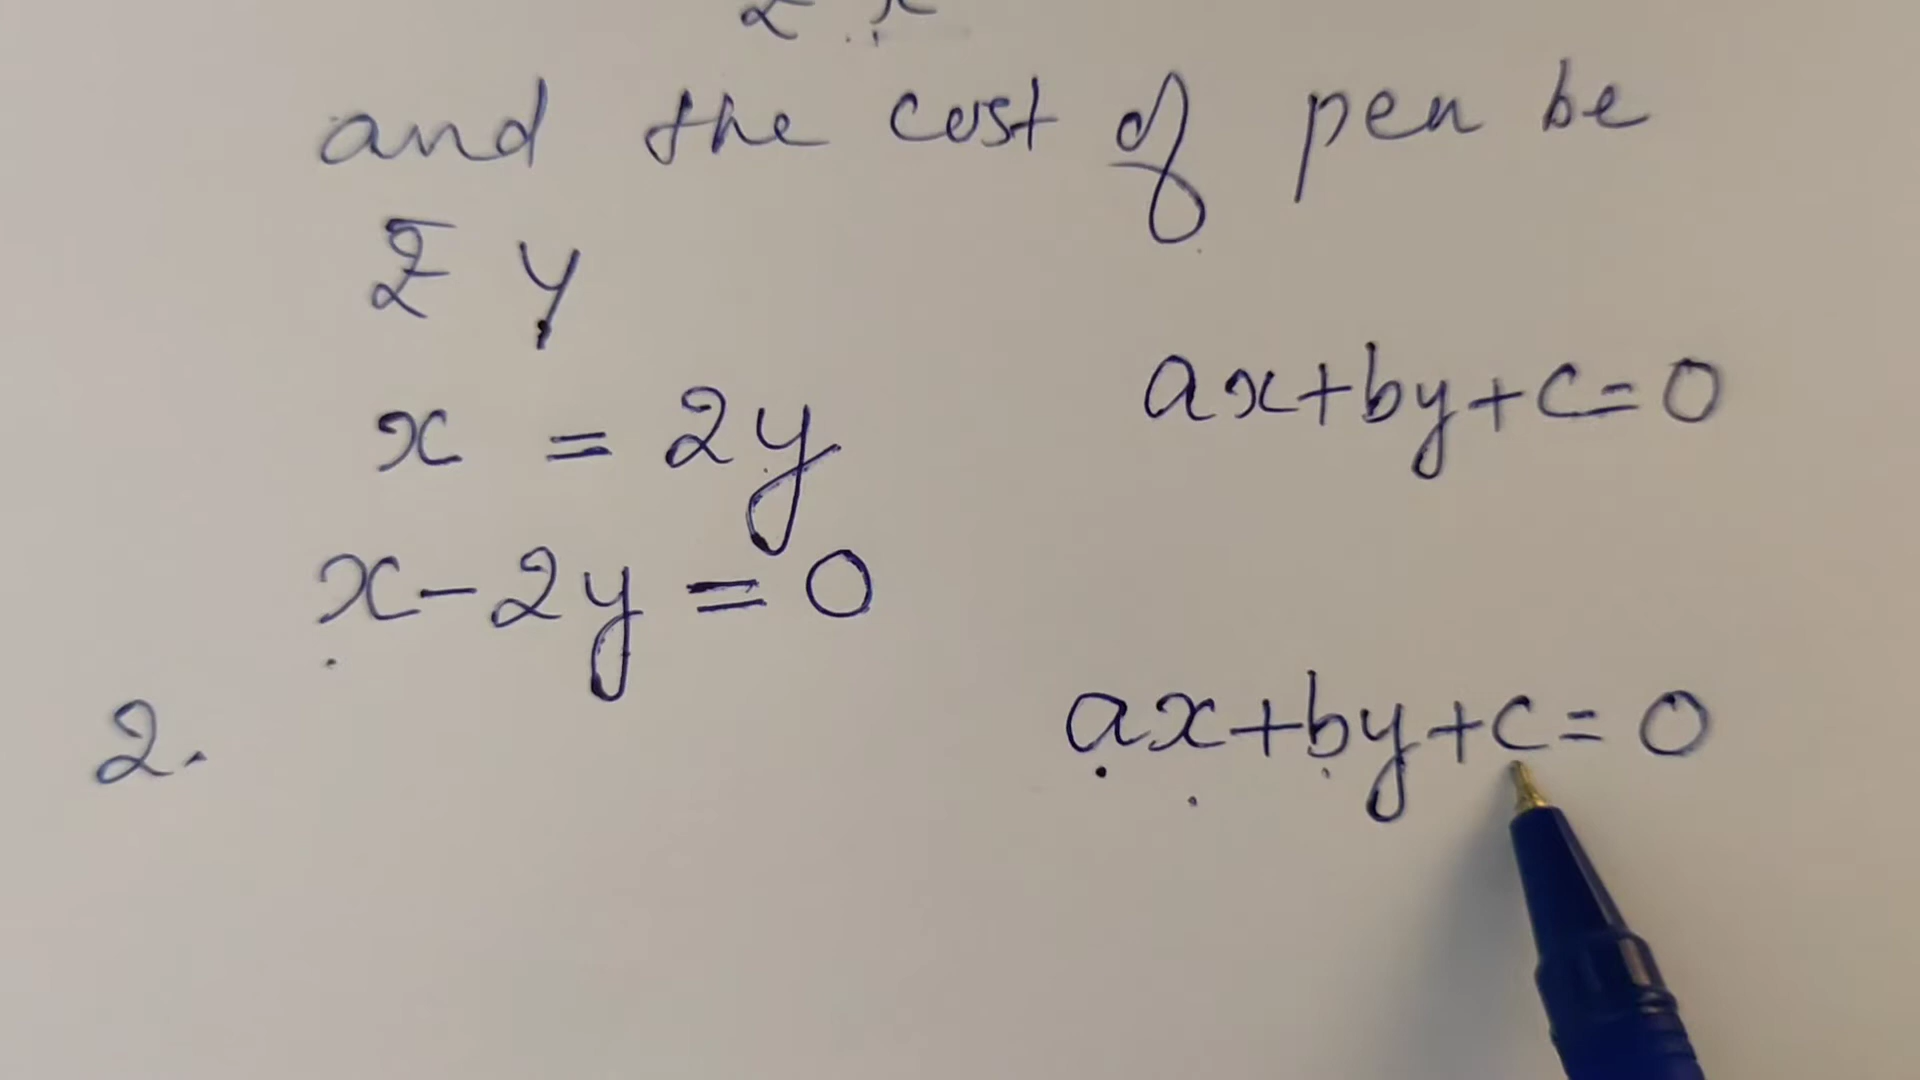 ₹ x
and the cost of pen be
₹ y
x = 2y
ax+by+c=0
x-2y=0
2.
ax+by+c=0